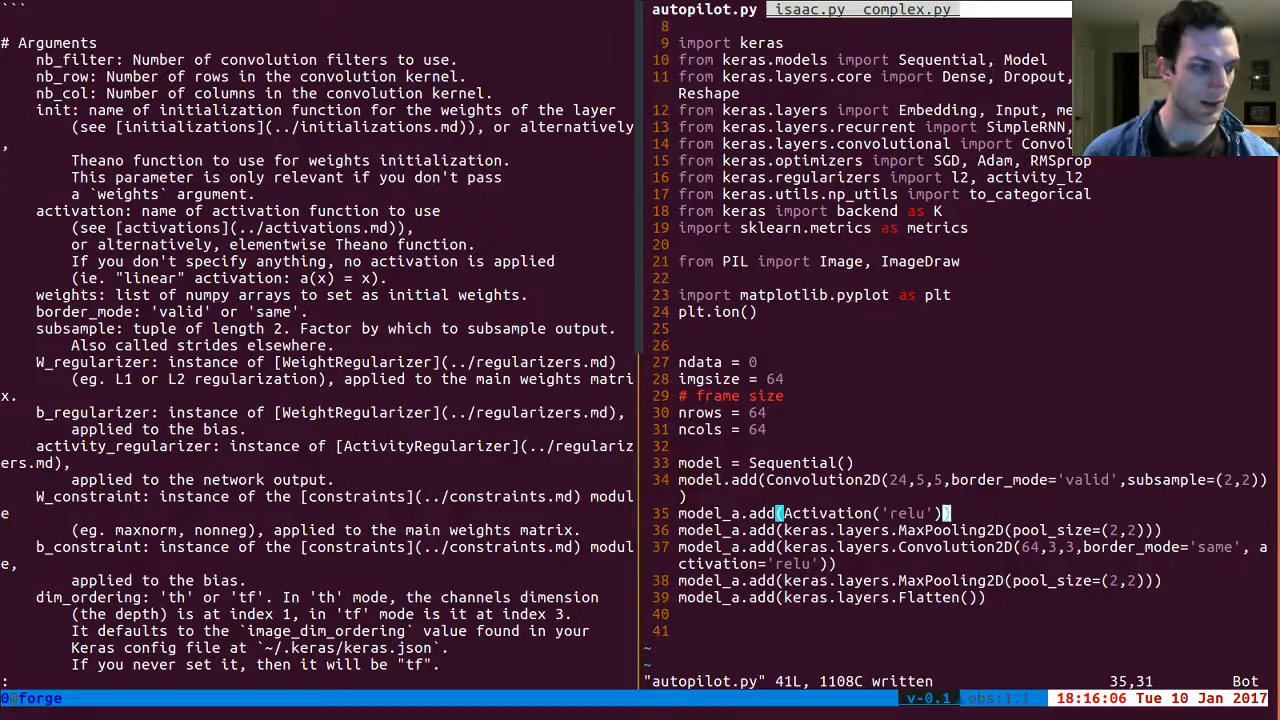 ```
# Arguments
nb_filter: Number of convolution filters to use.
nb_row: Number of rows in the convolution kernel.
nb_col: Number of columns in the convolution kernel.
init: name of initialization function for the weights of the layer
(see [initializations](../initializations.md)), or alternatively
,
Theano function to use for weights initialization.
This parameter is only relevant if you don't pass
a `weights` argument.
activation: name of activation function to use
(see [activations](../activations.md)),
or alternatively, elementwise Theano function.
If you don't specify anything, no activation is applied
(ie. "linear" activation: a(x) = x).
weights: list of numpy arrays to set as initial weights.
border_mode: 'valid' or 'same'.
subsample: tuple of length 2. Factor by which to subsample output.
Also called strides elsewhere.
W_regularizer: instance of [WeightRegularizer](../regularizers.md)
(eg. L1 or L2 regularization), applied to the main weights matri
x.
b_regularizer: instance of [WeightRegularizer](../regularizers.md),
applied to the bias.
activity_regularizer: instance of [ActivityRegularizer](../regulariz
ers.md),
applied to the network output.
W_constraint: instance of the [constraints](../constraints.md) modul
e
(eg. maxnorm, nonneg), applied to the main weights matrix.
b_constraint: instance of the [constraints](../constraints.md) modul
e,
applied to the bias.
dim_ordering: 'th' or 'tf'. In 'th' mode, the channels dimension
(the depth) is at index 1, in 'tf' mode is it at index 3.
It defaults to the `image_dim_ordering` value found in your
Keras config file at `~/.keras/keras.json`.
If you never set it, then it will be "tf".
:
autopilot.py isaac.py complex.py
8
9 import keras
10 from keras.models import Sequential, Model
11 from keras.layers.core import Dense, Dropout,
Reshape
12 from keras.layers import Embedding, Input, me
13 from keras.layers.recurrent import SimpleRNN,
14 from keras.layers.convolutional import Convol
15 from keras.optimizers import SGD, Adam, RMSprop
16 from keras.regularizers import l2, activity_l2
17 from keras.utils.np_utils import to_categorical
18 from keras import backend as K
19 import sklearn.metrics as metrics
20
21 from PIL import Image, ImageDraw
22
23 import matplotlib.pyplot as plt
24 plt.ion()
25
26
27 ndata = 0
28 imgsize = 64
29 # frame size
30 nrows = 64
31 ncols = 64
32
33 model = Sequential()
34 model.add(Convolution2D(24,5,5,border_mode='valid',subsample=(2,2))
)
35 model_a.add(Activation('relu'))
36 model_a.add(keras.layers.MaxPooling2D(pool_size=(2,2)))
37 model_a.add(keras.layers.Convolution2D(64,3,3,border_mode='same', a
ctivation='relu'))
38 model_a.add(keras.layers.MaxPooling2D(pool_size=(2,2)))
39 model_a.add(keras.layers.Flatten())
40
41
~
~
"autopilot.py" 41L, 1108C written 35,31 Bot
0@forge v-0.1 obs:1.1 18:16:06 Tue 10 Jan 2017